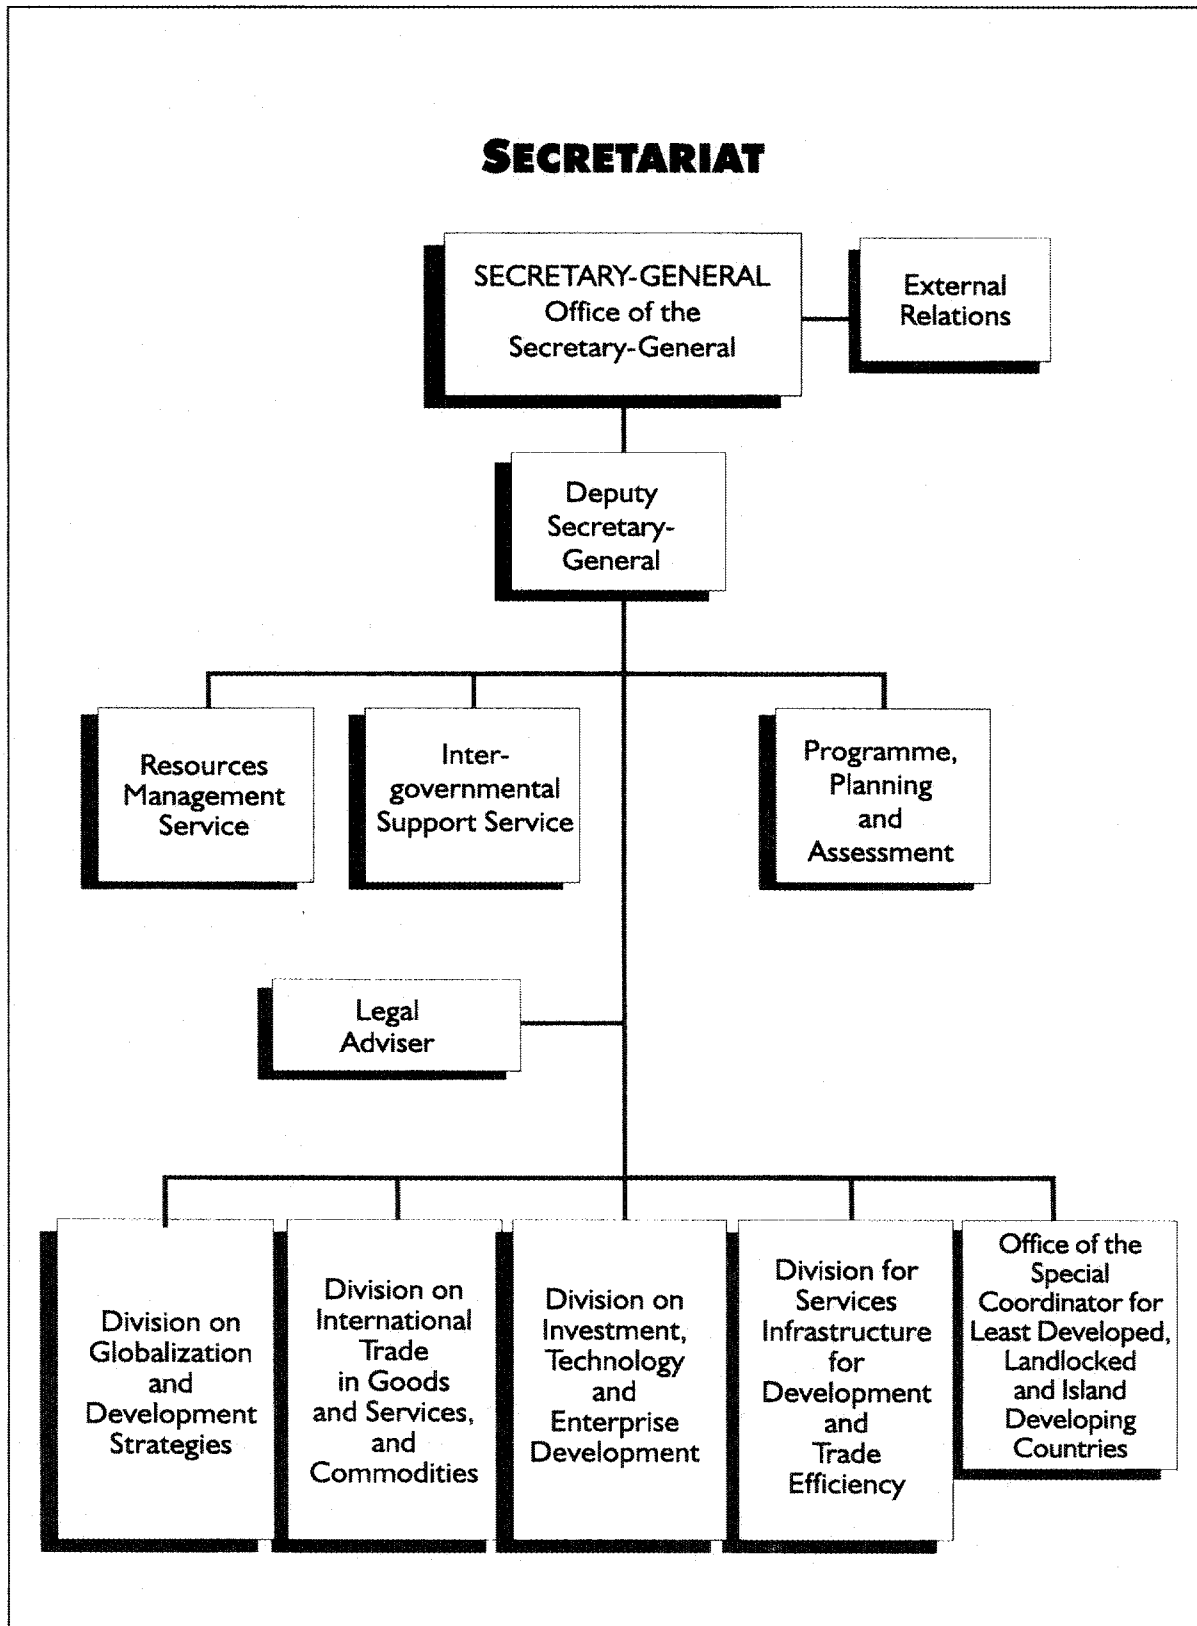 SECRETARIAT
SECRETARY-GENERAL
Office of the
Secretary-General
External
Relations
Deputy
Secretary-
General
Resources
Management
Service
Inter-
governmental
Support Service
Programme,
Planning
and
Assessment
Legal
Adviser
Division on
Globalization
and
Development
Strategies
Division on
International
Trade
in Goods
and Services,
and
Commodities
Division on
Investment,
Technology
and
Enterprise
Development
Division for
Services
Infrastructure
for
Development
and
Trade
Efficiency
Office of the
Special
Coordinator for
Least Developed,
Landlocked
and Island
Developing
Countries